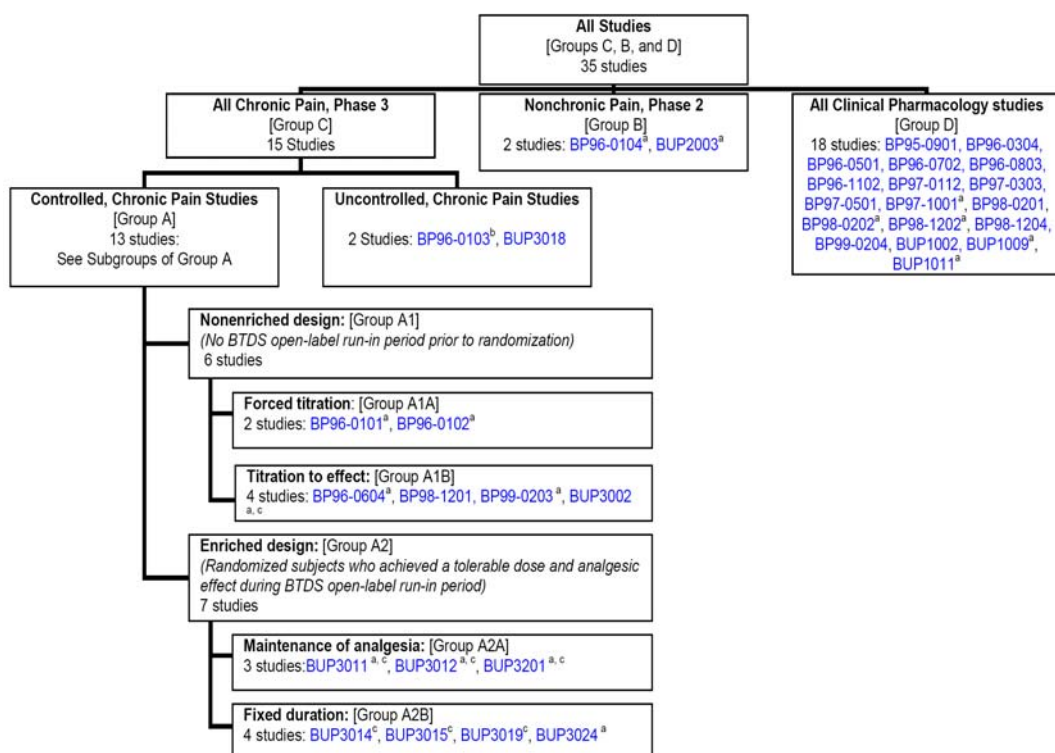 All Studies
[Groups C, B, and D]
35 studies
All Chronic Pain, Phase 3
[Group C]
15 Studies
Nonchronic Pain, Phase 2
[Group B]
2 studies: BP96-0104a, BUP2003a
All Clinical Pharmacology studies
[Group D]
18 studies: BP95-0901, BP96-0304,
BP96-0501, BP96-0702, BP96-0803,
BP96-1102, BP97-0112, BP97-0303,
BP97-0501, BP97-1001a, BP98-0201,
BP98-0202a, BP98-1202a, BP98-1204,
BP99-0204, BUP1002, BUP1009a,
BUP1011a
Controlled, Chronic Pain Studies
[Group A]
13 studies:
See Subgroups of Group A
Uncontrolled, Chronic Pain Studies
2 Studies: BP96-0103b, BUP3018
Nonenriched design: [Group A1]
(No BTDS open-label run-in period prior to randomization)
6 studies
Forced titration: [Group A1A]
2 studies: BP96-0101a, BP96-0102a
Titration to effect: [Group A1B]
4 studies: BP96-0604a, BP98-1201, BP99-0203 a, BUP3002
a, c
Enriched design: [Group A2]
(Randomized subjects who achieved a tolerable dose and analgesic
effect during BTDS open-label run-in period)
7 studies
Maintenance of analgesia: [Group A2A]
3 studies:BUP3011 a, c, BUP3012 a, c, BUP3201 a, c
Fixed duration: [Group A2B]
4 studies: BUP3014c, BUP3015c, BUP3019c, BUP3024 a